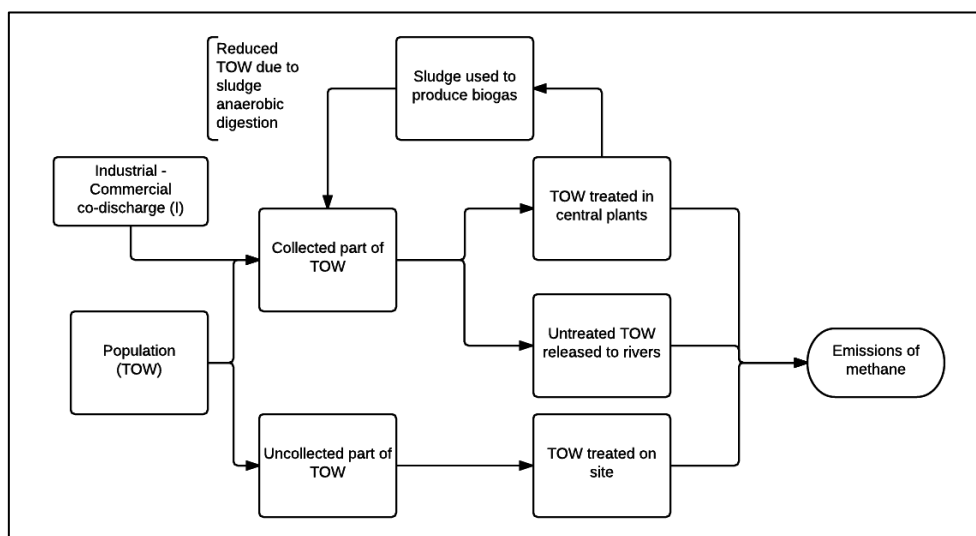 Reduced
TOW due to
sludge
anaerobic
digestion
Sludge used to
produce biogas
Industrial -
Commercial
co-discharge (I)
TOW treated in
central plants
Collected part of
TOW
Untreated TOW
released to rivers
Population
(TOW)
Emissions of
methane
Uncollected part of
TOW
TOW treated on
site